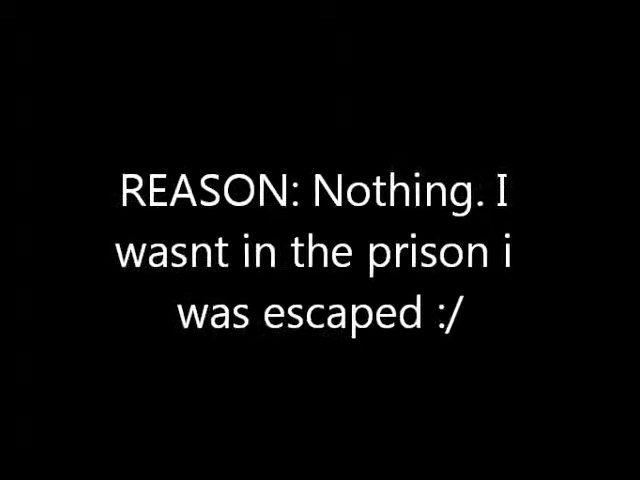 REASON: Nothing. I
wasnt in the prison i
was escaped :/